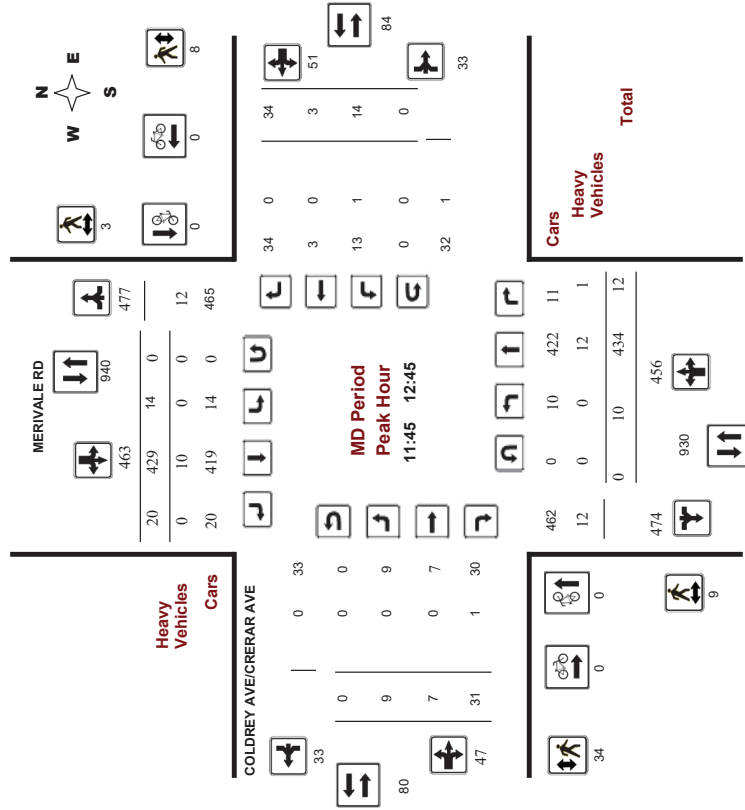 N
W E
S
8
0
3
0
84
51
33
34 3 14 0
34 3 13 0 32
0 0 1 0 1
MERIVALE RD
940
477
463
20 429 14 0
0 10 0 0 12
20 419 14 0 465
Heavy
Vehicles
Cars
COLDREY AVE/CRERAR AVE
33
80
47
0 9 7 31
0 0 0 0 1
33 0 9 7 30
MD Period
Peak Hour
11:45 12:45
Cars
Heavy
Vehicles
Total
462 0 10 422 11
12 0 0 12 1
0 10 434 12
474
456
930
0
0
34
9